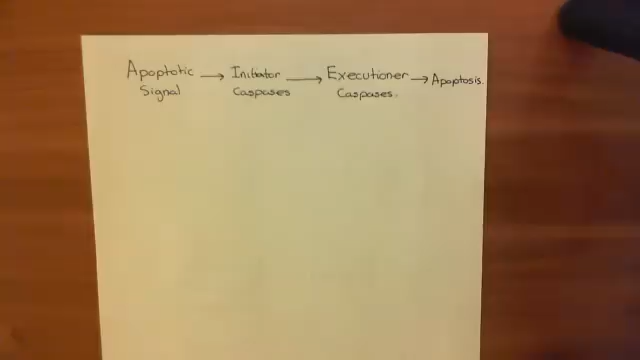 Apoptotic → Initiator → Executioner → Apoptosis.
Signal Caspases Caspases.